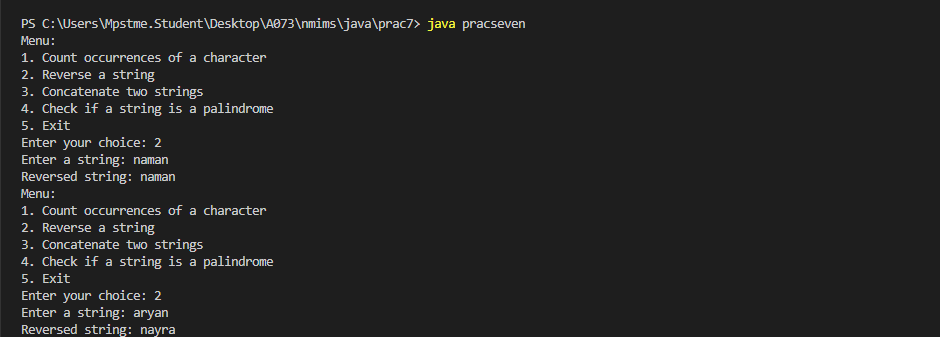 PS C:\Users\Mpstme.Student\Desktop\A073\nmims\java\prac7> java pracseven
Menu:
1. Count occurrences of a character
2. Reverse a string
3. Concatenate two strings
4. Check if a string is a palindrome
5. Exit
Enter your choice: 2
Enter a string: naman
Reversed string: naman
Menu:
1. Count occurrences of a character
2. Reverse a string
3. Concatenate two strings
4. Check if a string is a palindrome
5. Exit
Enter your choice: 2
Enter a string: aryan
Reversed string: nayra